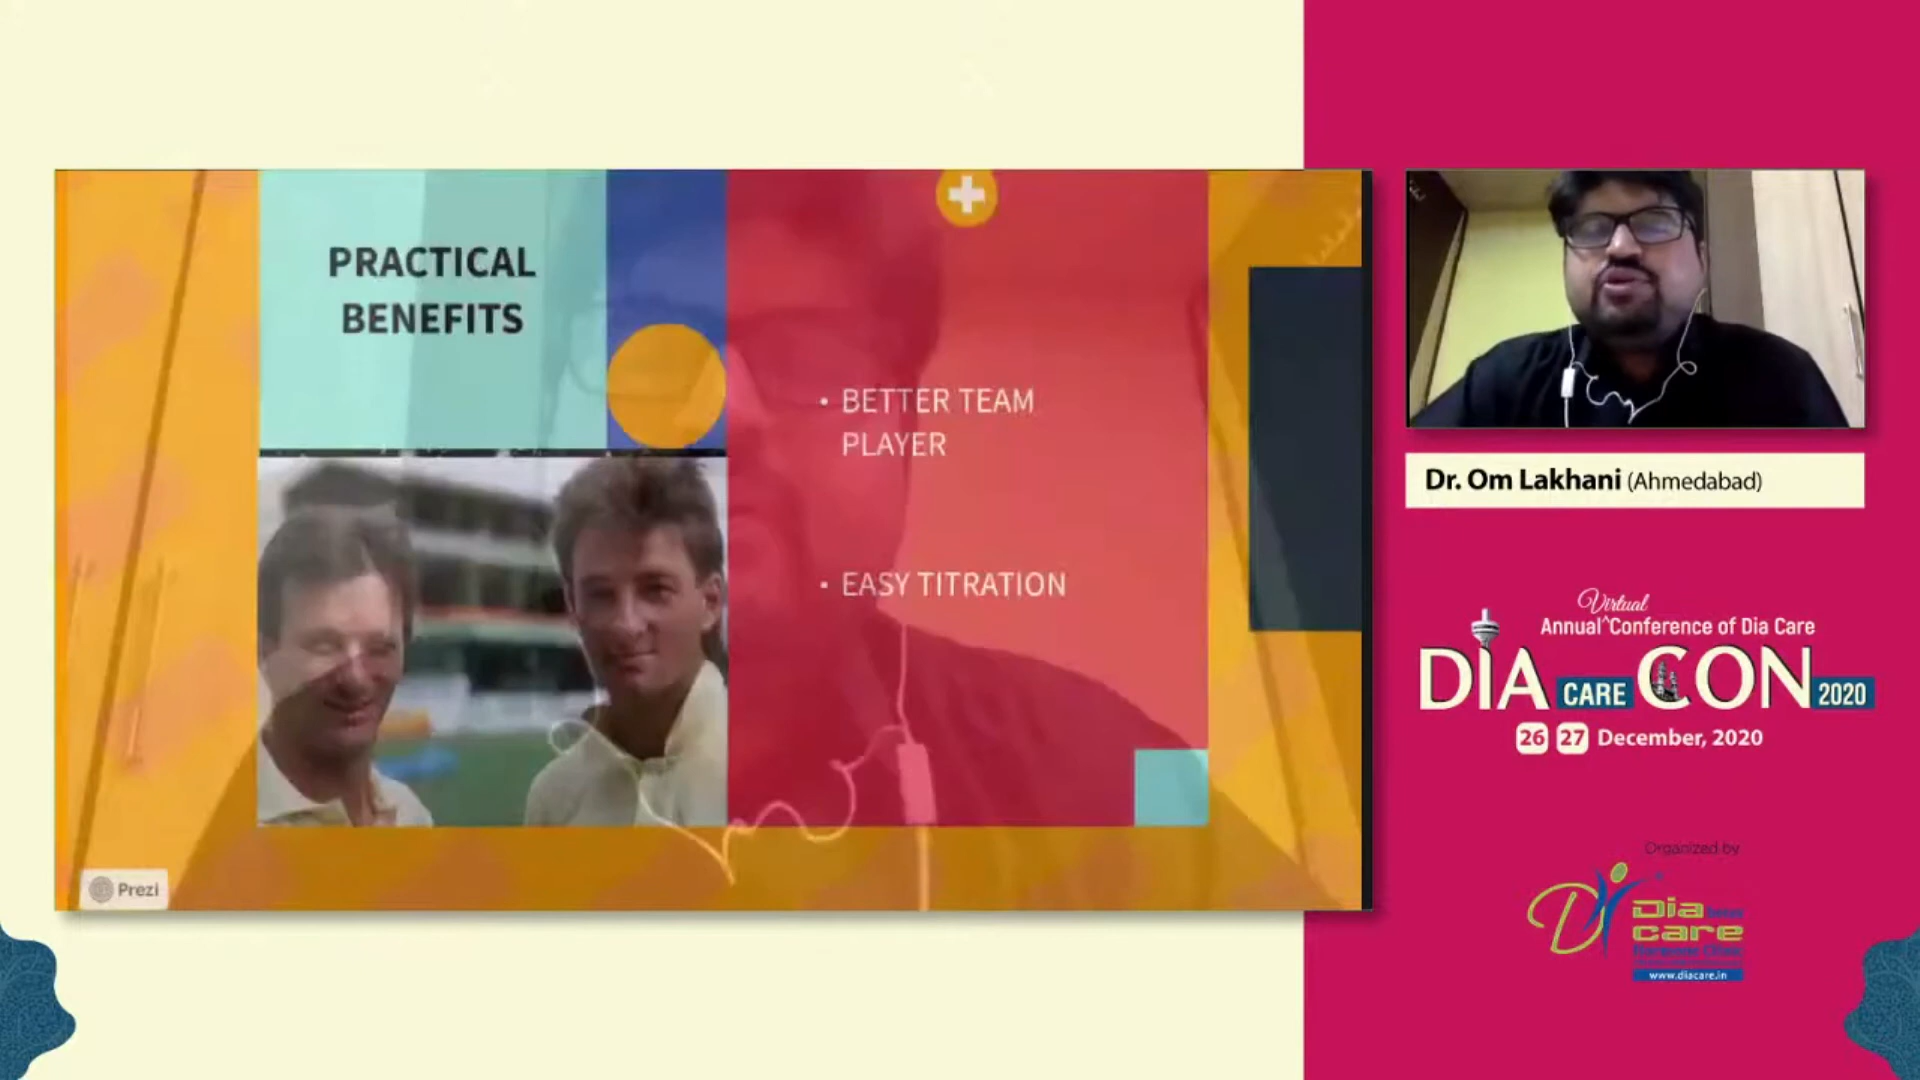 PRACTICAL
BENEFITS
• BETTER TEAM
PLAYER
• EASY TITRATION
Prezi
Dr. Om Lakhani (Ahmedabad)
Virtual
Annual^Conference of Dia Care
DIA CARE CON 2020
26 27 December, 2020
Organized by
Dia
care
www.diacare.in